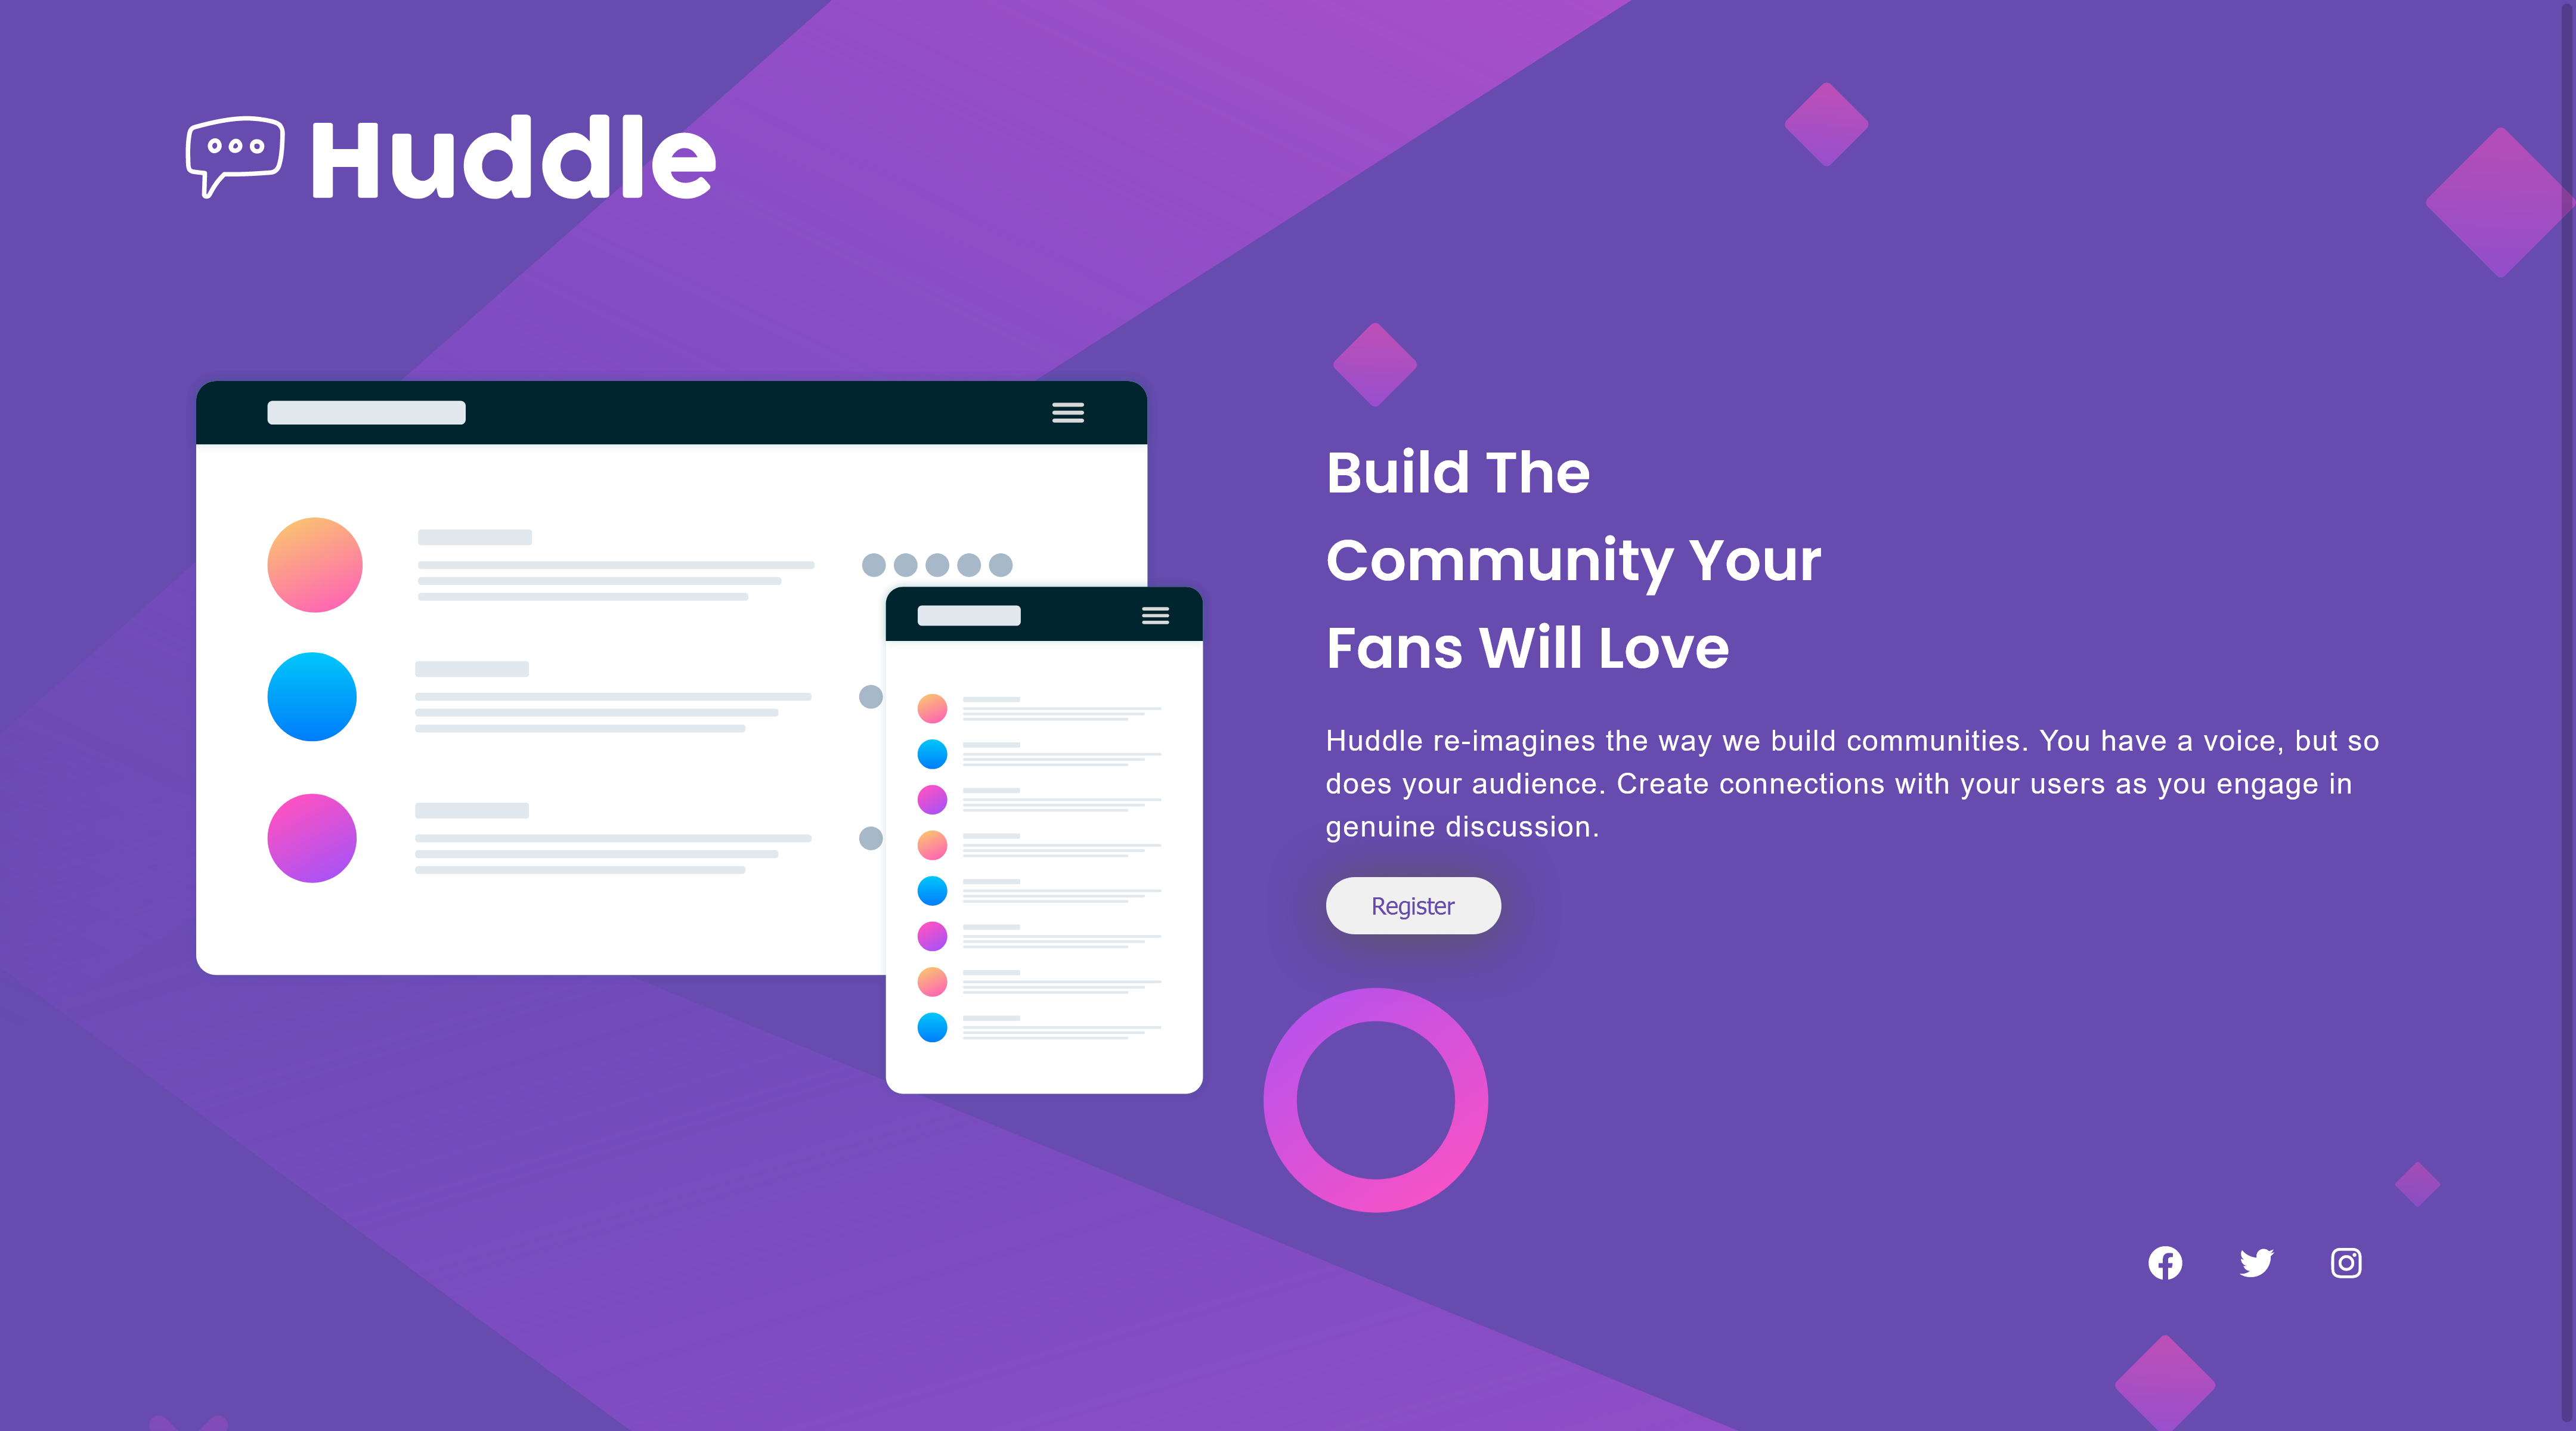 Huddle
Build The
Community Your
Fans Will Love
Huddle re-imagines the way we build communities. You have a voice, but so
does your audience. Create connections with your users as you engage in
genuine discussion.
Register